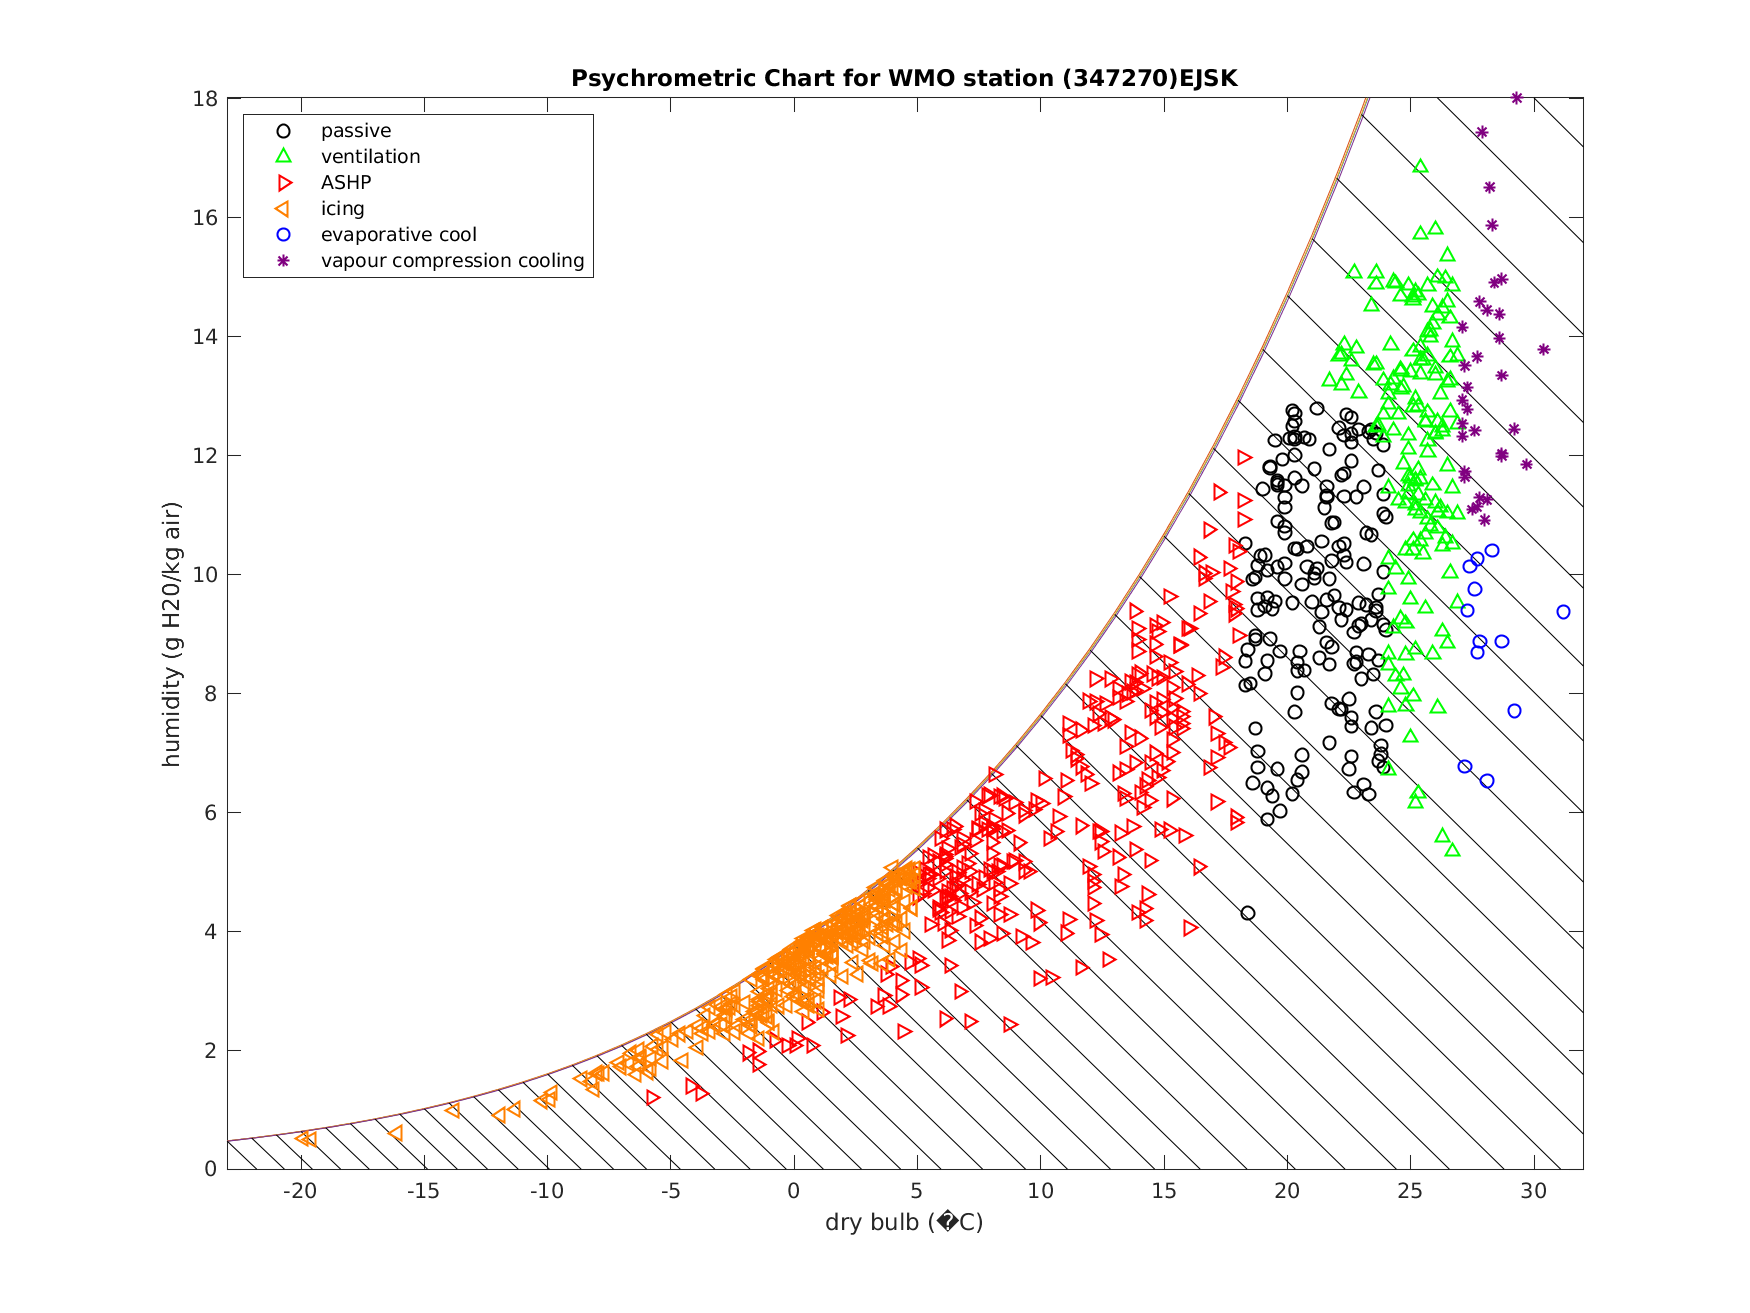 Psychrometric Chart for WMO station (347270)EJSK
18
16
14
12
10
8
6
4
2
0
humidity (g H20/kg air)
passive
ventilation
ASHP
icing
evaporative cool
vapour compression cooling
-20 -15 -10 -5 0 5 10 15 20 25 30
dry bulb (�C)